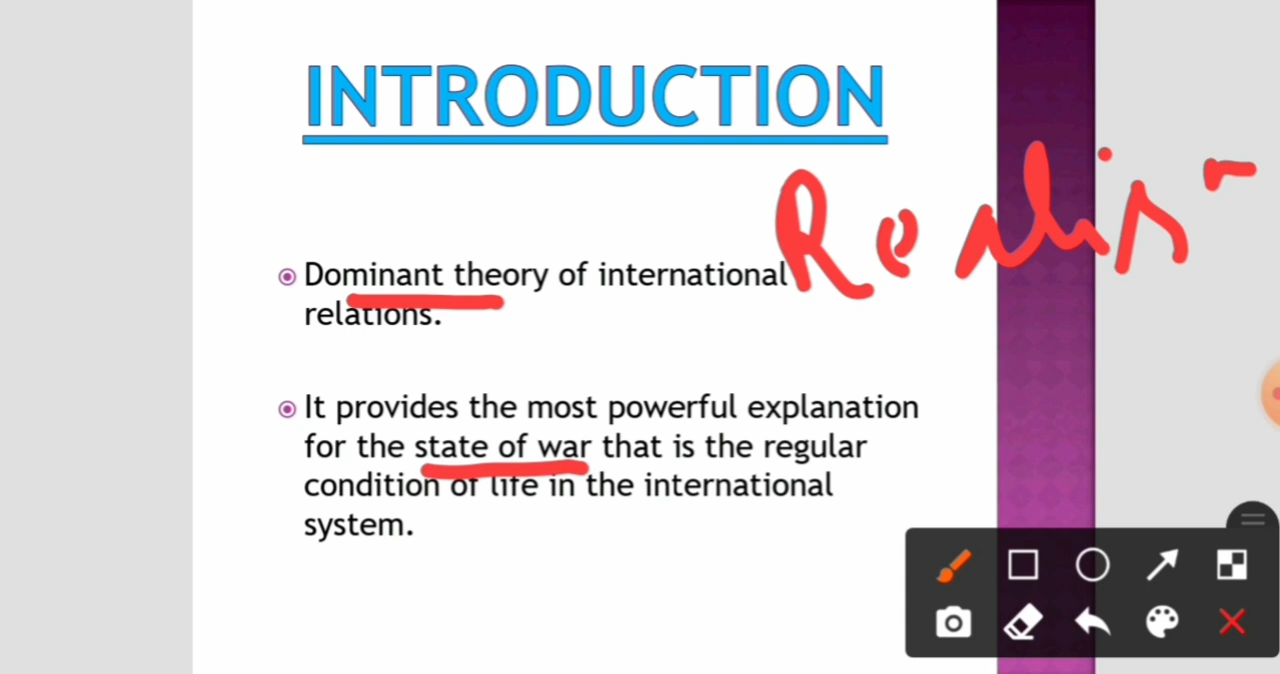 INTRODUCTION
Realis
Dominant theory of international
relations.
It provides the most powerful explanation
for the state of war that is the regular
condition of life in the international
system.